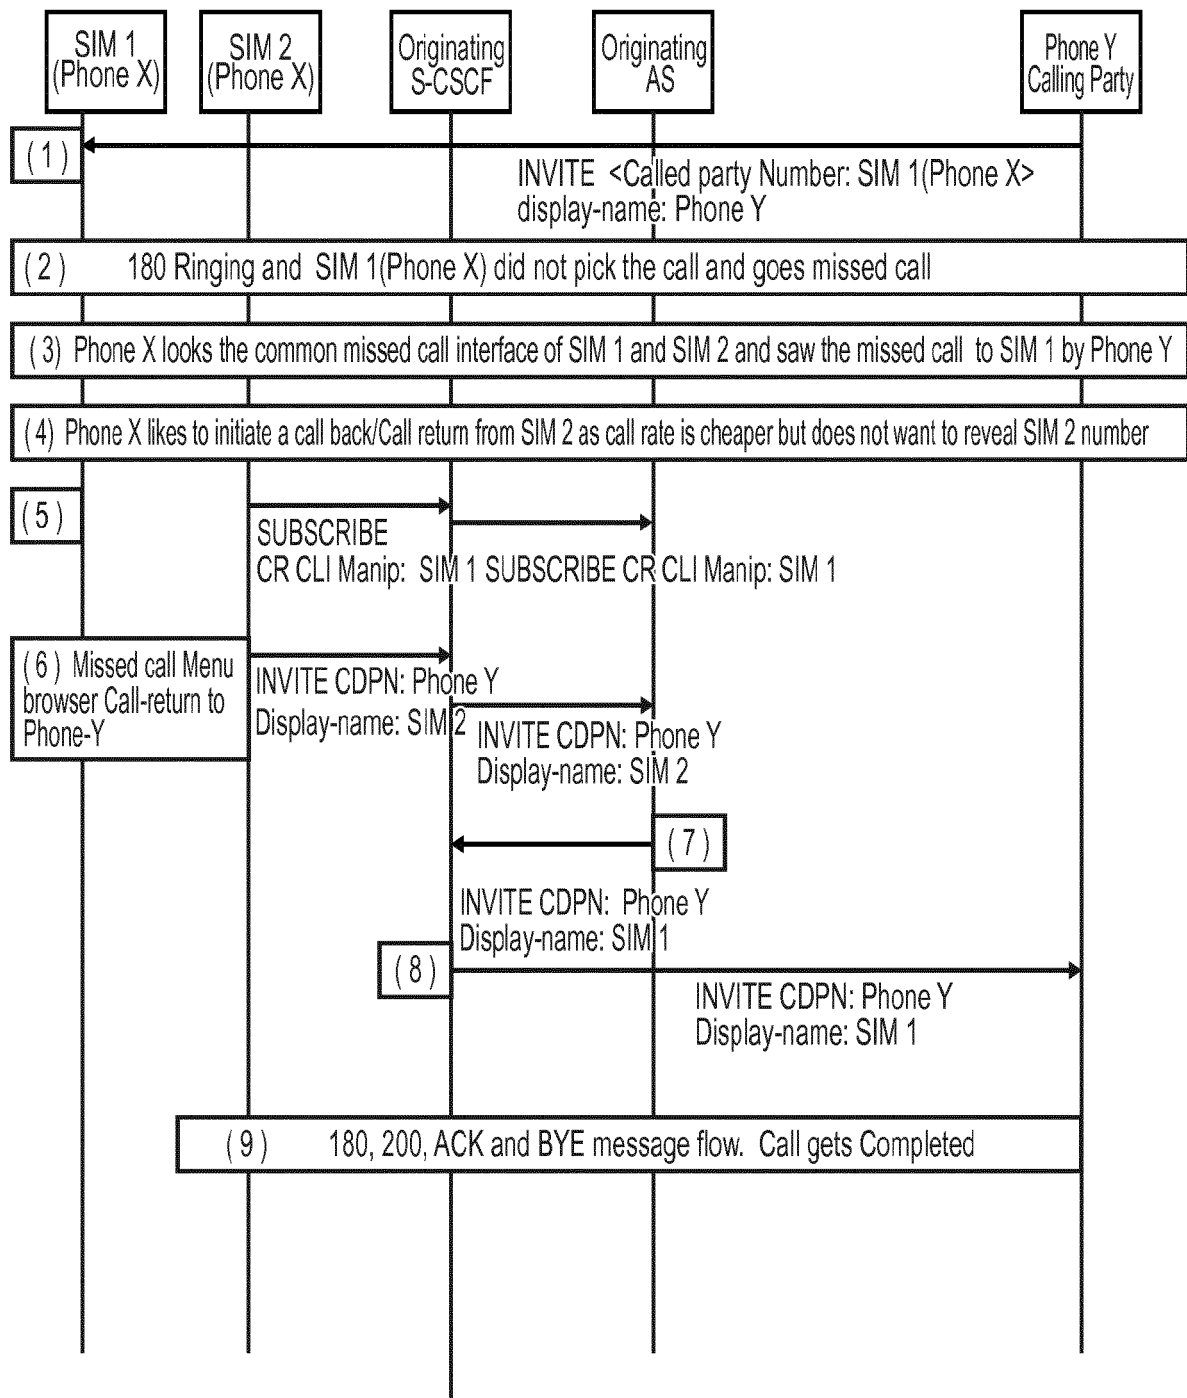 SIM 1
(Phone X)
SIM 2
(Phone X)
Originating
S-CSCF
Originating
AS
Phone Y
Calling Party
(1)
INVITE <Called party Number: SIM 1(Phone X>
display-name: Phone Y
(2) 180 Ringing and SIM 1(Phone X) did not pick the call and goes missed call
(3) Phone X looks the common missed call interface of SIM 1 and SIM 2 and saw the missed call to SIM 1 by Phone Y
(4) Phone X likes to initiate a call back/Call return from SIM 2 as call rate is cheaper but does not want to reveal SIM 2 number
(5)
SUBSCRIBE
CR CLI Manip: SIM 1 SUBSCRIBE CR CLI Manip: SIM 1
(6) Missed call Menu
browser Call-return to
Phone-Y
INVITE CDPN: Phone Y
Display-name: SIM 2
INVITE CDPN: Phone Y
Display-name: SIM 2
(7)
INVITE CDPN: Phone Y
Display-name: SIM 1
(8)
INVITE CDPN: Phone Y
Display-name: SIM 1
(9) 180, 200, ACK and BYE message flow. Call gets Completed